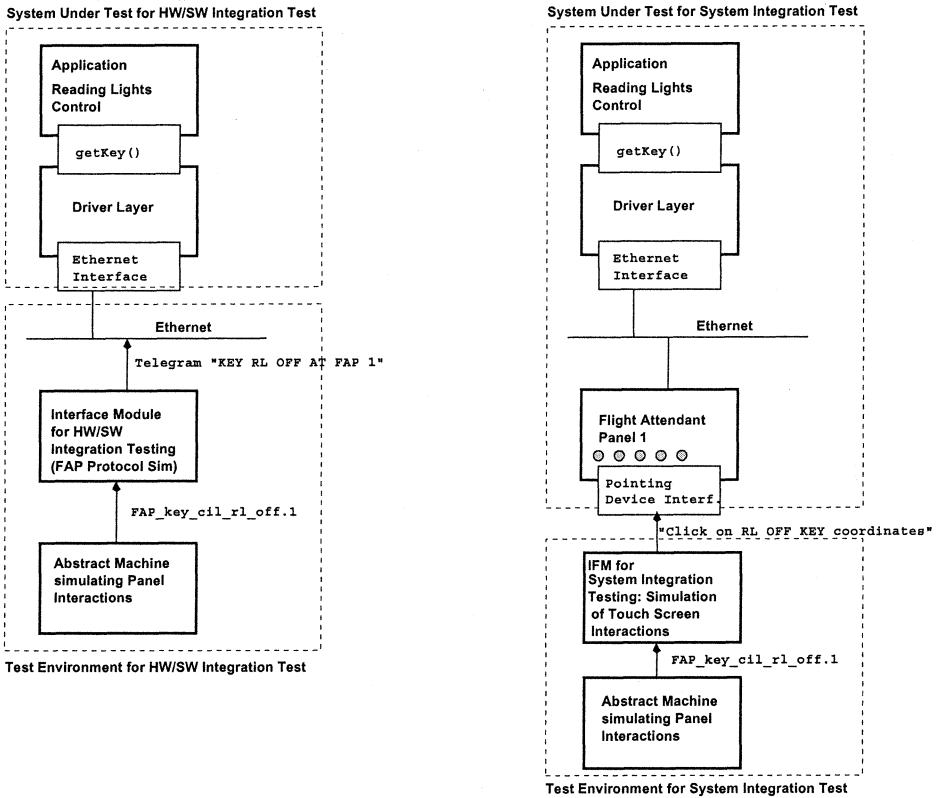 System Under Test for HW/SW Integration Test
Application
Reading Lights
Control
getKey()
Driver Layer
Ethernet
Interface
Ethernet
Telegram "KEY RL OFF AT FAP 1"
Interface Module
for HW/SW
Integration Testing
(FAP Protocol Sim)
FAP_key_cil_rl_off.1
Abstract Machine
simulating Panel
Interactions
Test Environment for HW/SW Integration Test
System Under Test for System Integration Test
Application
Reading Lights
Control
getKey()
Driver Layer
Ethernet
Interface
Ethernet
Flight Attendant
Panel 1
Pointing
Device Interf.
"Click on RL OFF KEY coordinates"
IFM for
System Integration
Testing: Simulation
of Touch Screen
Interactions
FAP_key_cil_rl_off.1
Abstract Machine
simulating Panel
Interactions
Test Environment for System Integration Test